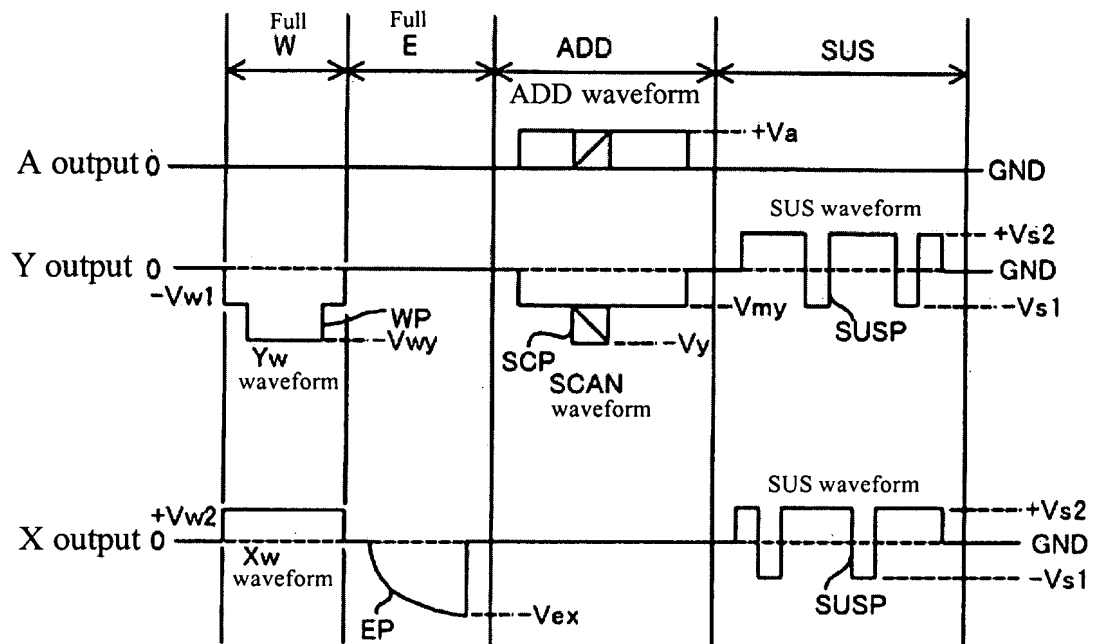 Full
W
Full
E
ADD
SUS
ADD waveform
+Va
A output 0
GND
SUS waveform
+Vs2
Y output 0
GND
-Vw1
WP
-Vwy
Yw
waveform
-Vmy
SCP
-Vy
SCAN
waveform
SUSP
-Vs1
SUS waveform
+Vw2
+Vs2
X output 0
GND
Xw
waveform
EP
-Vex
SUSP
-Vs1